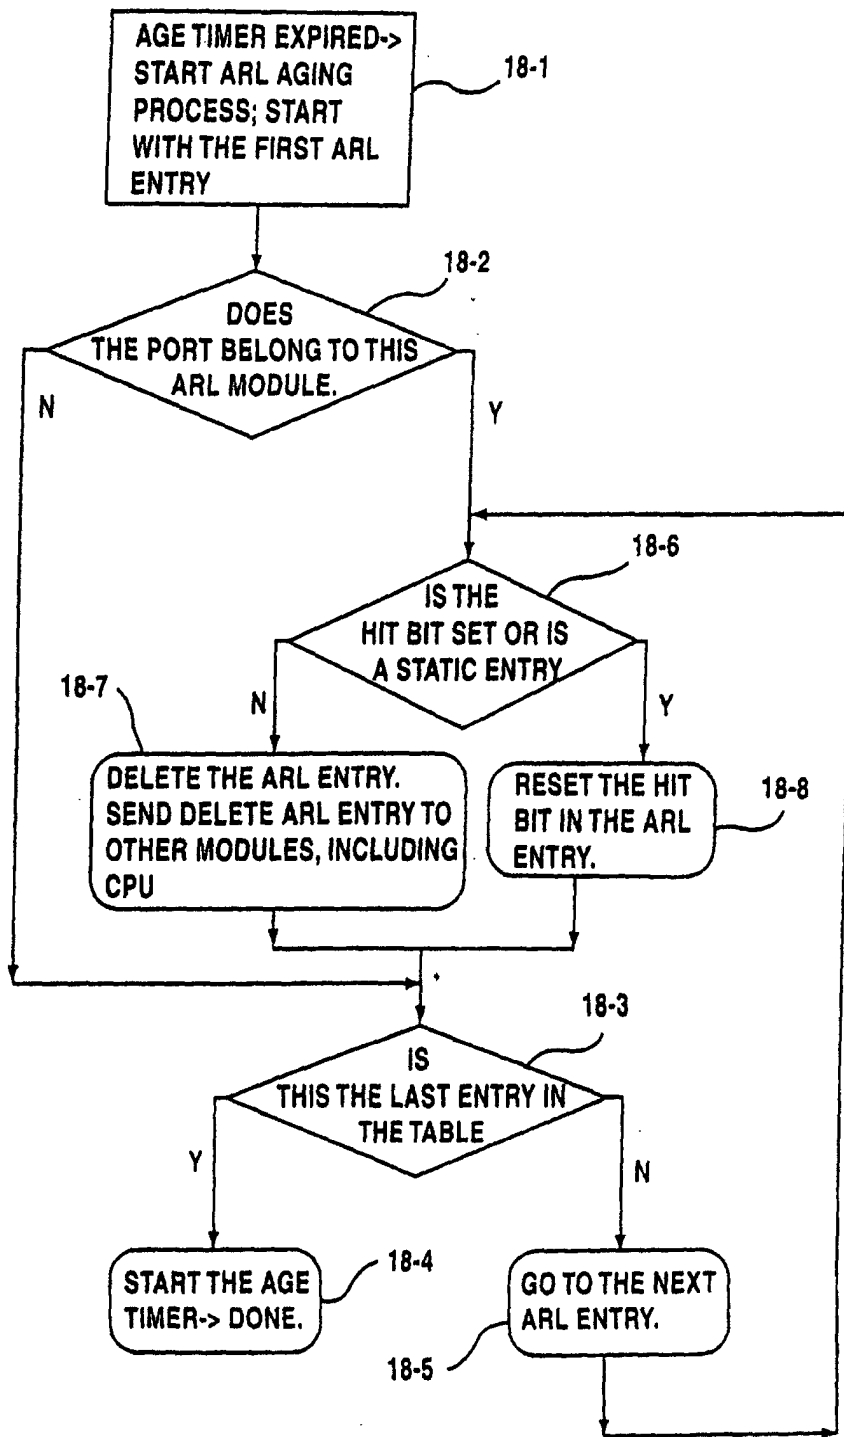 AGE TIMER EXPIRED->
START ARL AGING
PROCESS; START
WITH THE FIRST ARL
ENTRY
18-1
18-2
DOES
THE PORT BELONG TO THIS
ARL MODULE.
N
Y
18-6
IS THE
HIT BIT SET OR IS
A STATIC ENTRY
18-7
N
Y
DELETE THE ARL ENTRY.
SEND DELETE ARL ENTRY TO
OTHER MODULES, INCLUDING
CPU
RESET THE HIT
BIT IN THE ARL
ENTRY.
18-8
18-3
IS
THIS THE LAST ENTRY IN
THE TABLE
Y
N
START THE AGE
TIMER-> DONE.
18-4
GO TO THE NEXT
ARL ENTRY.
18-5